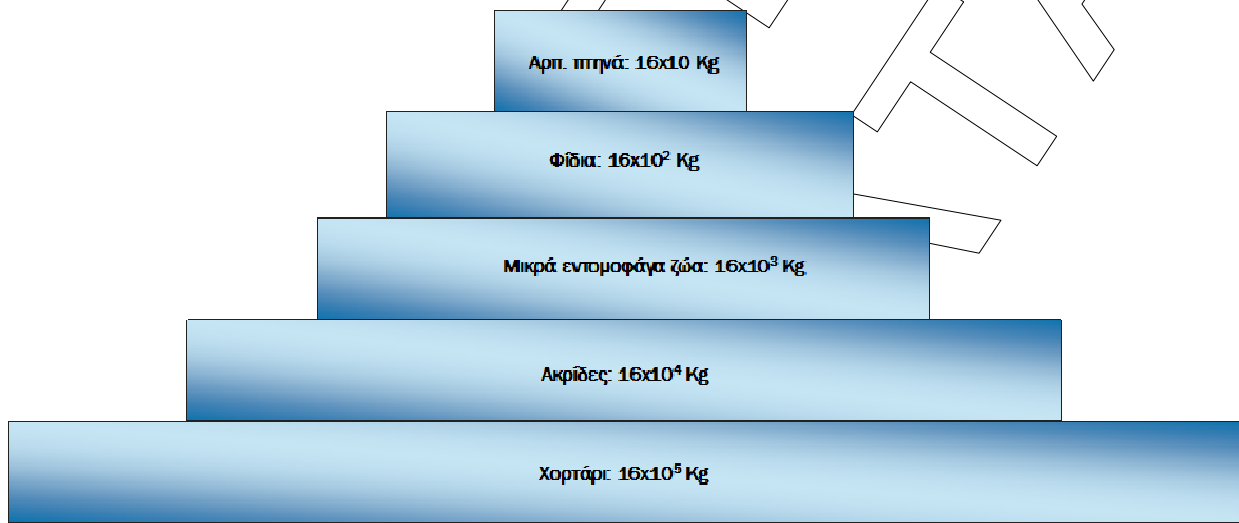 Αρπ. πτηνά: 16x10 Kg
Φίδια: 16x10² Kg
Μικρά εντομοφάγα ζώα: 16x10³ Kg
Ακρίδες: 16x10⁴ Kg
Χορτάρι: 16x10⁵ Kg